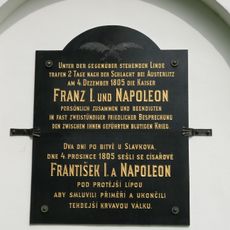 Unter der gegenüber stehenden Linde
trafen 2 Tage nach der Schlacht bei Austerlitz
am 4 Dezember 1805 die Kaiser
Franz I. und Napoleon
persönlich zusammen und beendigten
in fast zweistündiger friedlicher Besprechung
den zwischen ihnen geführten blutigen Krieg
Dva dni po bitvě u Slavkova,
dne 4 prosince 1805 sešli se císařové
František I. a Napoleon
pod protější lípou
aby smluvili příměří a ukončili
tehdejší krvavou válku.